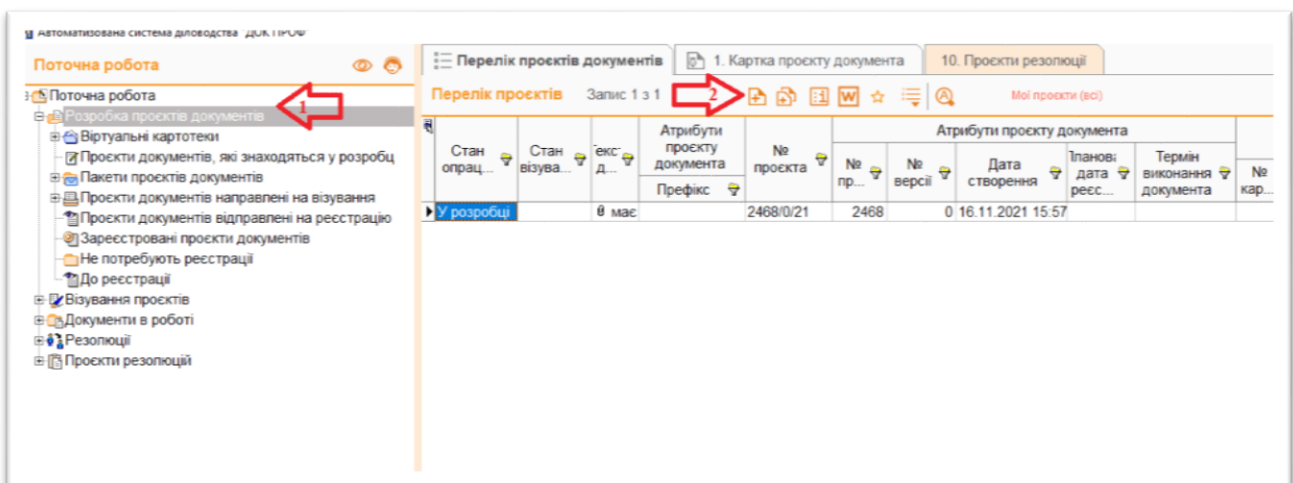 Автоматизована система діловодства "ДОК ПРОФ
Поточна робота
Поточна робота
Розробка проєктів документів
Віртуальні картотеки
Проєкти документів, які знаходяться у розробц
Пакети проєктів документів
Проєкти документів направлені на візування
Проєкти документів відправлені на реєстрацію
Зареєстровані проєкти документів
Не потребують реєстрації
До реєстрації
Візування проєктів
Документи в роботі
Резолюції
Проєкти резолюцій
1
Перелік проєктів документів
1. Картка проєкту документа
10. Проєкти резолюції
Перелік проєктів Запис 1 з 1
2
Мої проєкти (всі)
Стан опрац...
Стан візува...
Д...
Атрибути проєкту документа
Префікс
№ проєкта
Атрибути проєкту документа
№ пр...
№ версії
Дата створення
дата реєс...
Термін виконання документа
№ кар...
У розробці має 2468/0/21 2468 0 16.11.2021 15:57